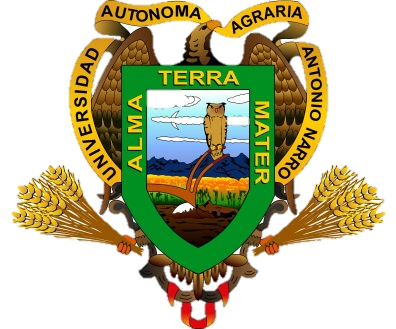 UNIVERSIDAD AUTONOMA AGRARIA ANTONIO NARRO
ALMA TERRA MATER